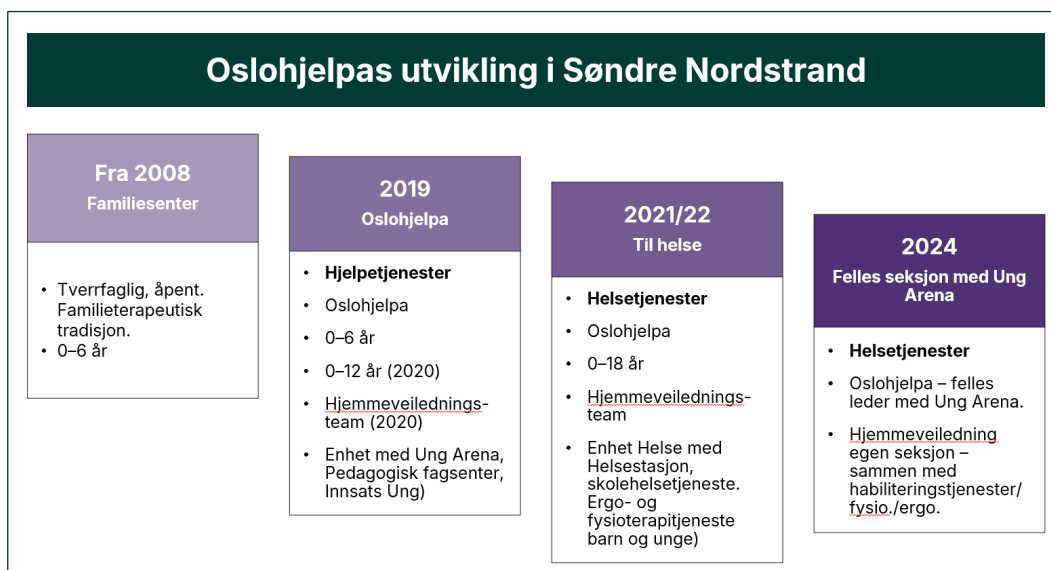 Oslohjelpas utvikling i Søndre Nordstrand
Fra 2008
Familiesenter
• Tverrfaglig, åpent.
Familieterapeutisk
tradisjon.
• 0–6 år
2019
Oslohjelpa
• Hjelpetjenester
• Oslohjelpa
• 0–6 år
• 0–12 år (2020)
• Hjemmeveilednings-
team (2020)
• Enhet med Ung Arena,
Pedagogisk fagsenter,
Innsats Ung)
2021/22
Til helse
• Helsetjenester
• Oslohjelpa
• 0–18 år
• Hjemmeveilednings-
team
• Enhet Helse med
Helsestasjon,
skolehelsetjeneste.
Ergo- og
fysioterapitjeneste
barn og unge)
2024
Felles seksjon med Ung
Arena
• Helsetjenester
• Oslohjelpa – felles
leder med Ung Arena.
• Hjemmeveiledning
egen seksjon –
sammen med
habiliteringstjenester/
fysio./ergo.